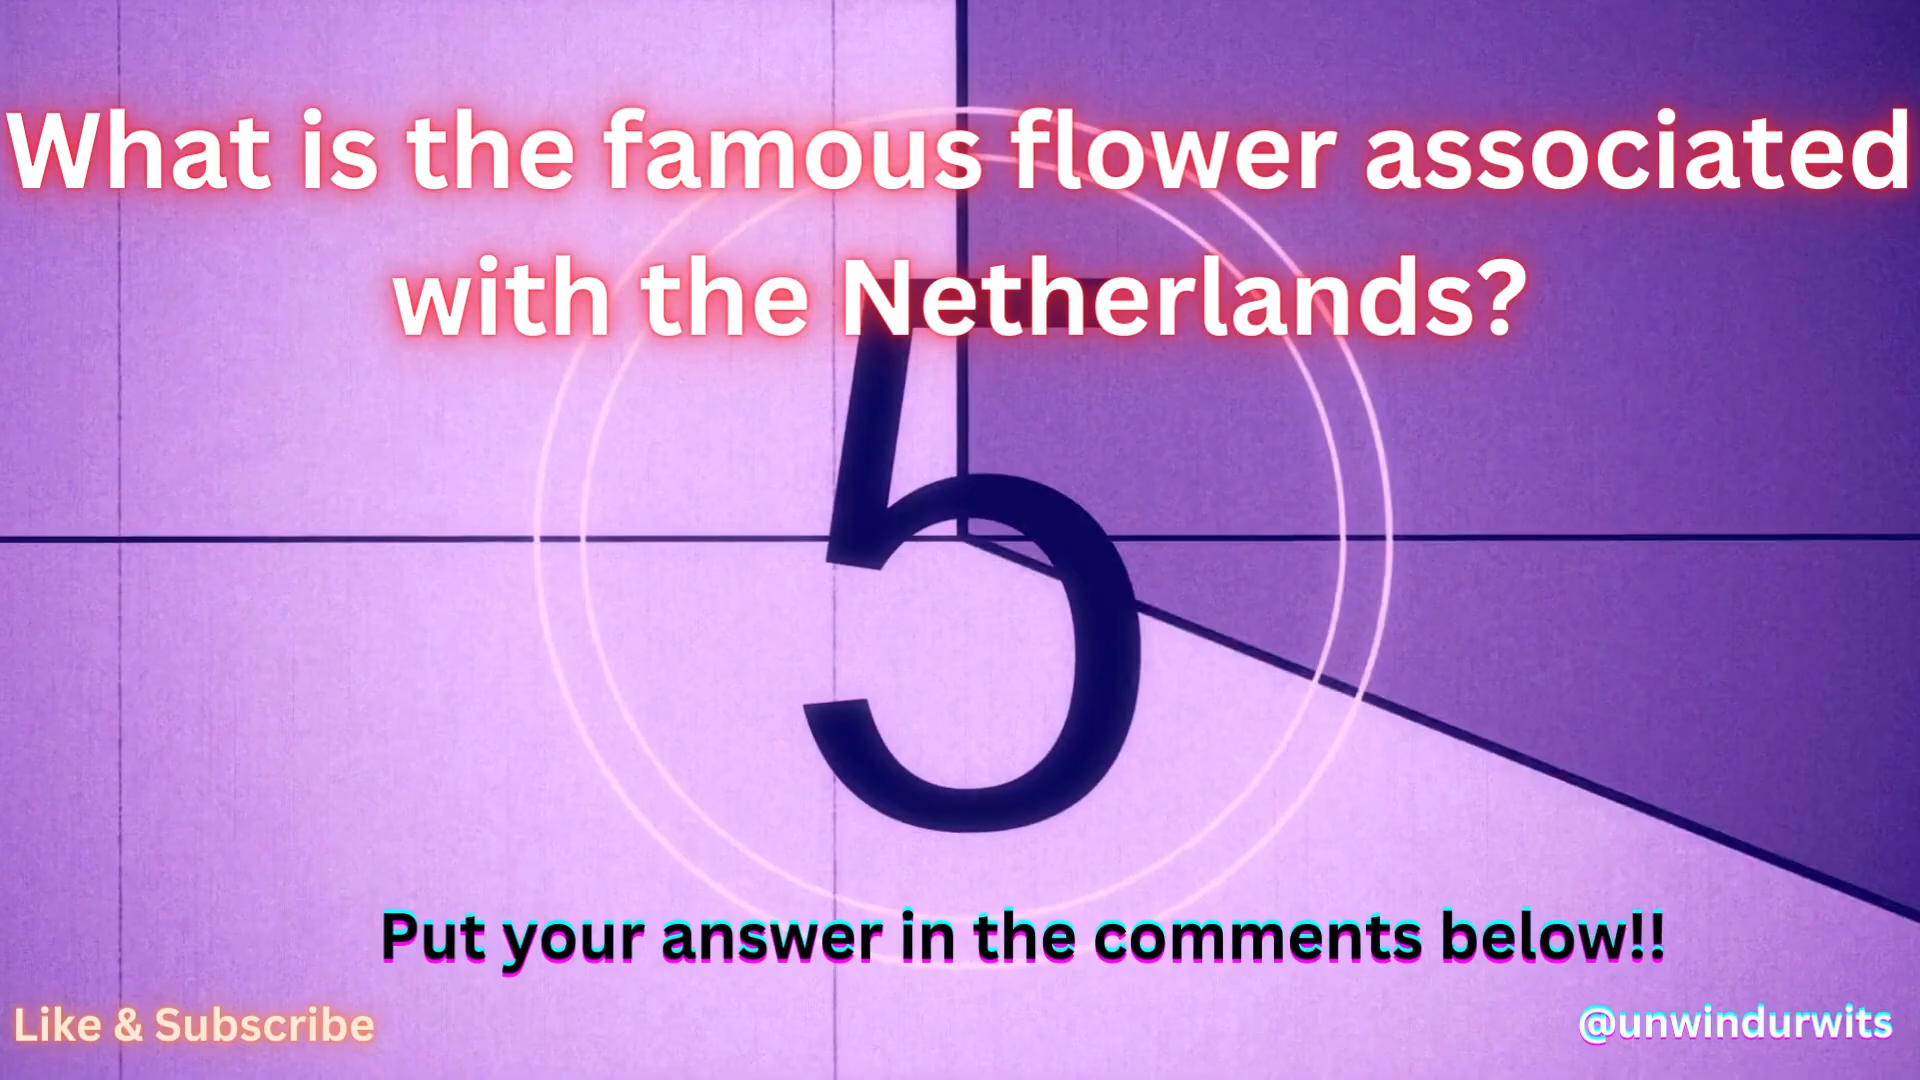 What is the famous flower associated
with the Netherlands?
5
Put your answer in the comments below!!
Like & Subscribe
@unwindurwits